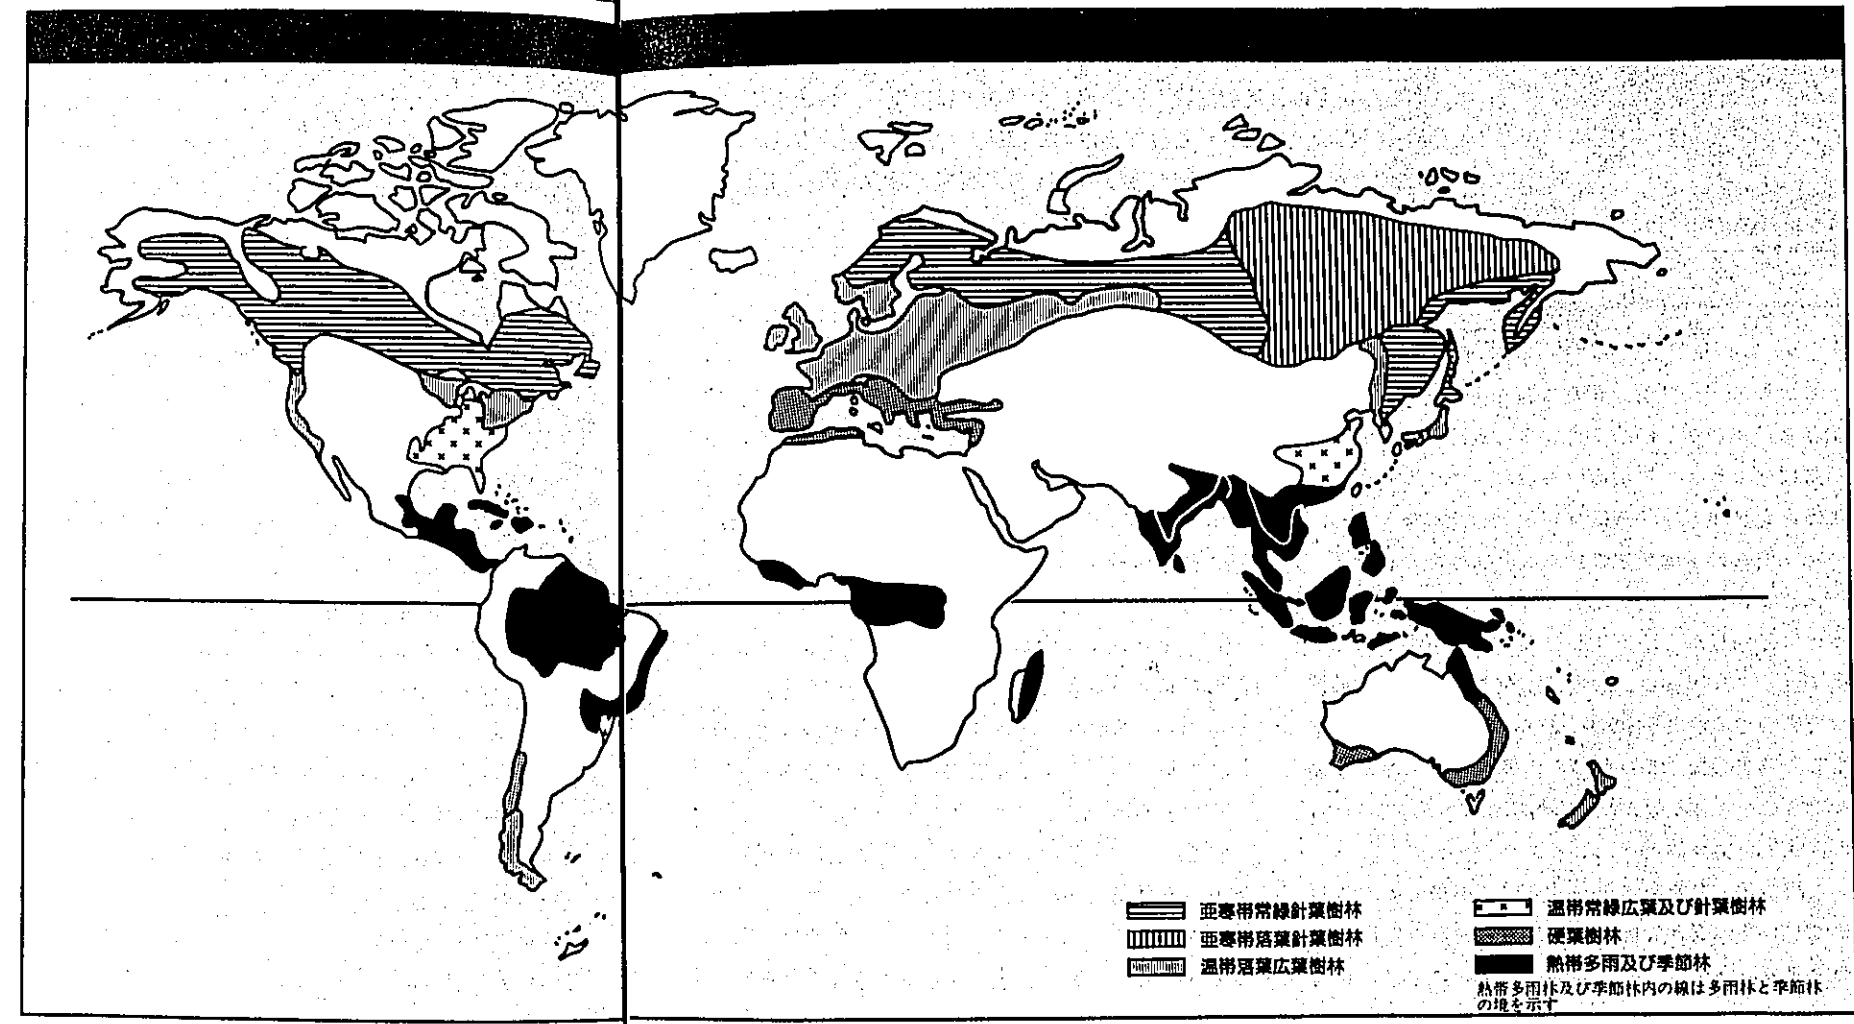 亜寒帯常緑針葉樹林
亜寒帯落葉針葉樹林
温帯落葉広葉樹林
温帯常緑広葉及び針葉樹林
硬葉樹林
熱帯多雨及び季節林
熱帯多雨林及び季節林内の線は多雨林と季節林
の境を示す